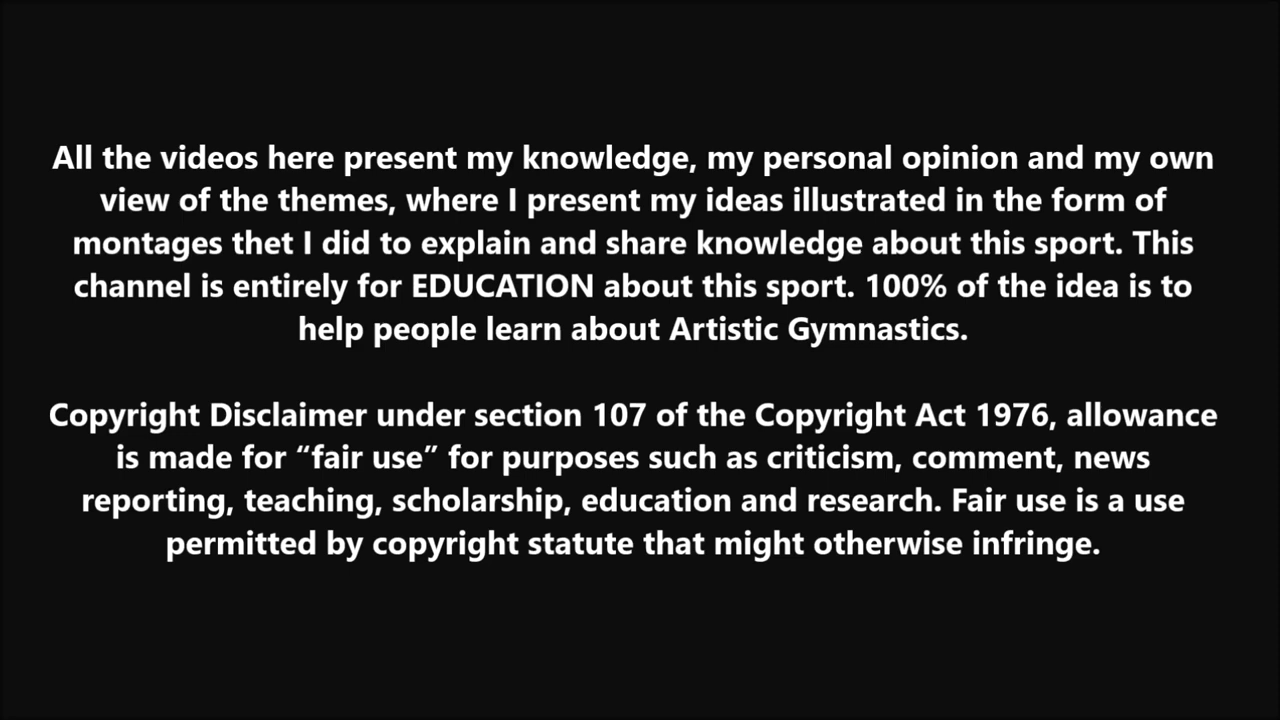 All the videos here present my knowledge, my personal opinion and my own
view of the themes, where I present my ideas illustrated in the form of
montages thet I did to explain and share knowledge about this sport. This
channel is entirely for EDUCATION about this sport. 100% of the idea is to
help people learn about Artistic Gymnastics.
Copyright Disclaimer under section 107 of the Copyright Act 1976, allowance
is made for “fair use” for purposes such as criticism, comment, news
reporting, teaching, scholarship, education and research. Fair use is a use
permitted by copyright statute that might otherwise infringe.